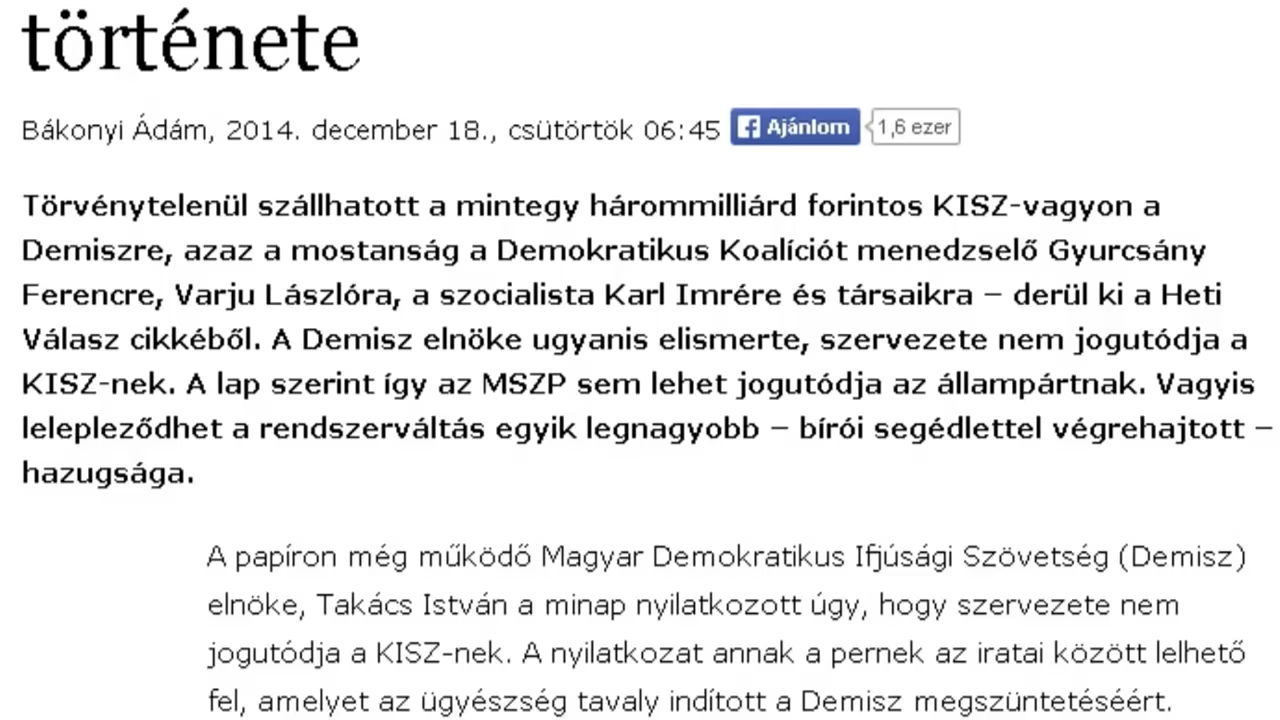 története
Bákonyi Ádám, 2014. december 18., csütörtök 06:45 Ajánlom 1,6 ezer
Törvénytelenül szállhatott a mintegy hárommilliárd forintos KISZ-vagyon a
Demiszre, azaz a mostanság a Demokratikus Koalíciót menedzselő Gyurcsány
Ferencre, Varju Lászlóra, a szocialista Karl Imrére és társaikra – derül ki a Heti
Válasz cikkéből. A Demisz elnöke ugyanis elismerte, szervezete nem jogutódja a
KISZ-nek. A lap szerint így az MSZP sem lehet jogutódja az állampártnak. Vagyis
lelepleződhet a rendszerváltás egyik legnagyobb – bírói segédlettel végrehajtott –
hazugsága.
A papíron még működő Magyar Demokratikus Ifjúsági Szövetség (Demisz)
elnöke, Takács István a minap nyilatkozott úgy, hogy szervezete nem
jogutódja a KISZ-nek. A nyilatkozat annak a pernek az iratai között lelhető
fel, amelyet az ügyészség tavaly indított a Demisz megszüntetéséért.